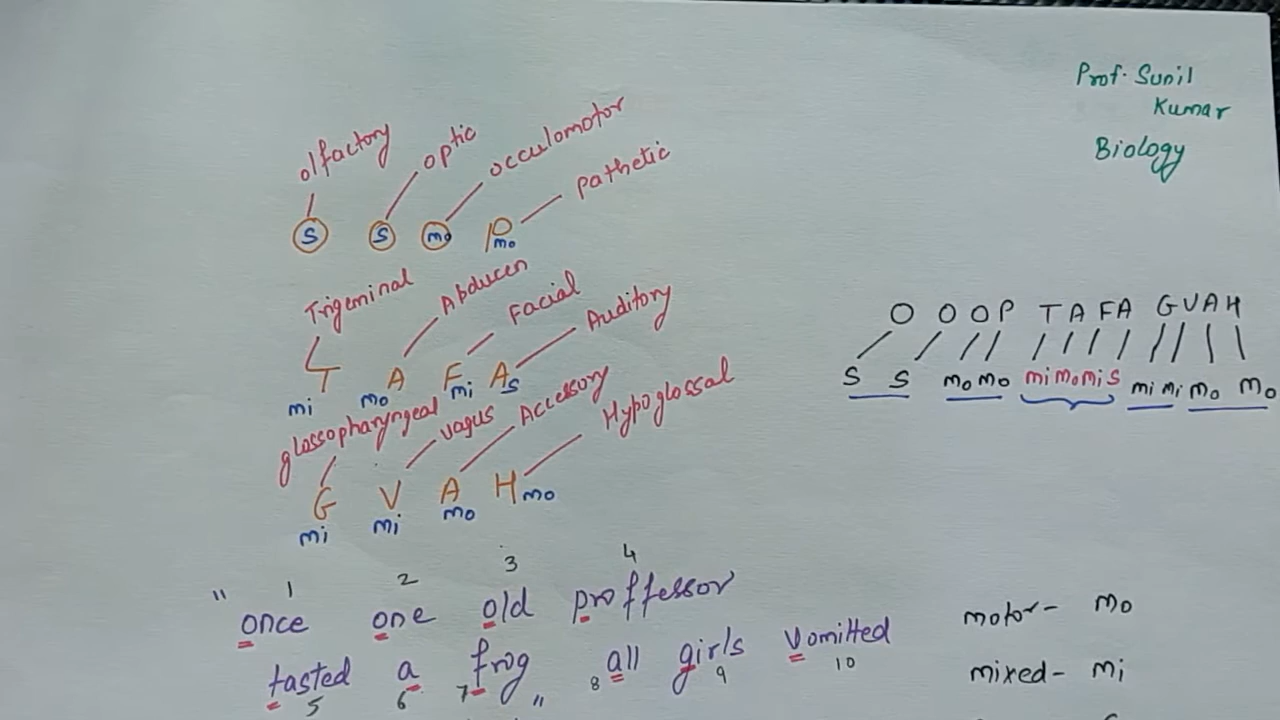 Prof. Sunil
Kumar
Biology
olfactory optic occulomotor pathetic
S S mo P mo
Trigeminal Abducen Facial Auditory
T A F A
mi mo mi S
glossopharyngeal vagus Accessory Hypoglossal
G V A H
mi mi mo mo
O O O P T A F A G V A H
S S mo mo mi mo mi S mi mi mo mo
1 2 3 4
"once one old proffessor
tasted a frog" all girls vomitted
5 6 7 8 9 10
motor- mo
mixed- mi